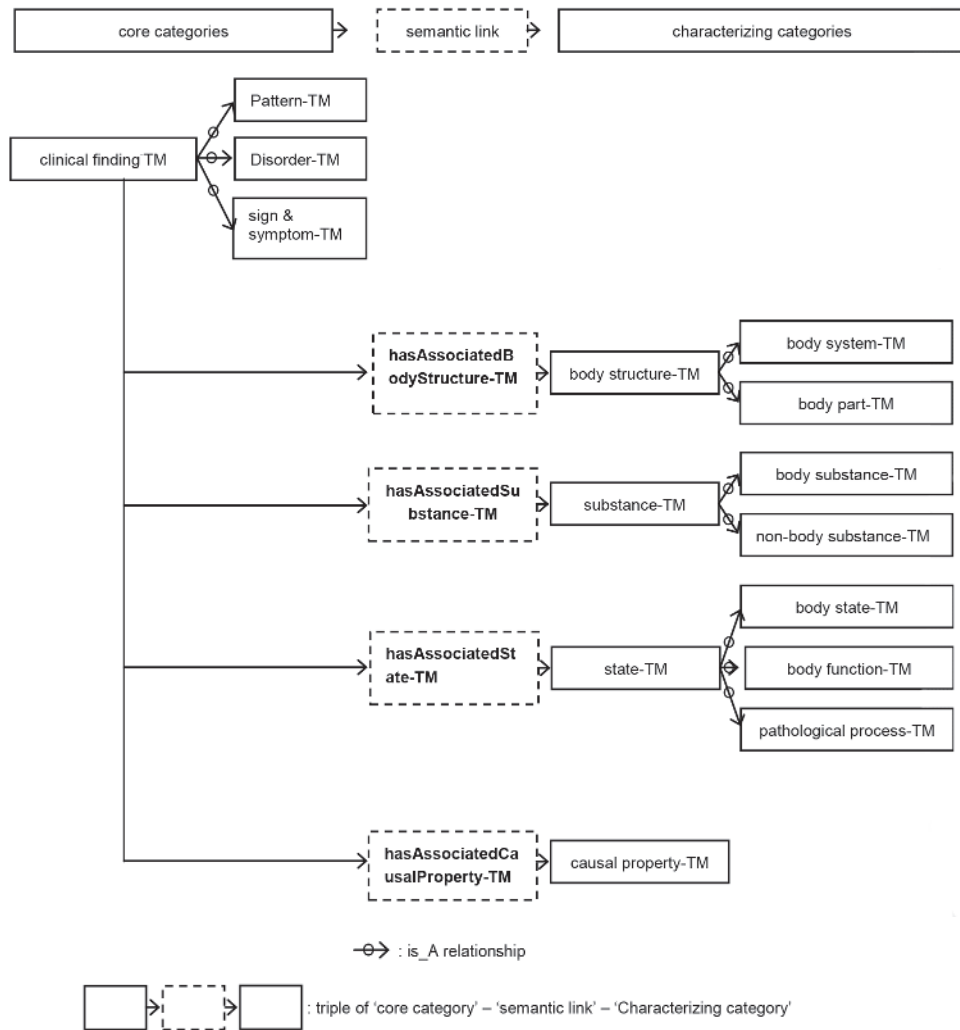 core categories
semantic link
characterizing categories
Pattern-TM
clinical finding TM
Disorder-TM
sign &
symptom-TM
hasAssociatedB
odyStructure-TM
body structure-TM
body system-TM
body part-TM
hasAssociatedSu
bstance-TM
substance-TM
body substance-TM
non-body substance-TM
hasAssociatedSt
ate-TM
state-TM
body state-TM
body function-TM
pathological process-TM
hasAssociatedCa
usalProperty-TM
causal property-TM
: is_A relationship
: triple of 'core category' – 'semantic link' – 'Characterizing category'